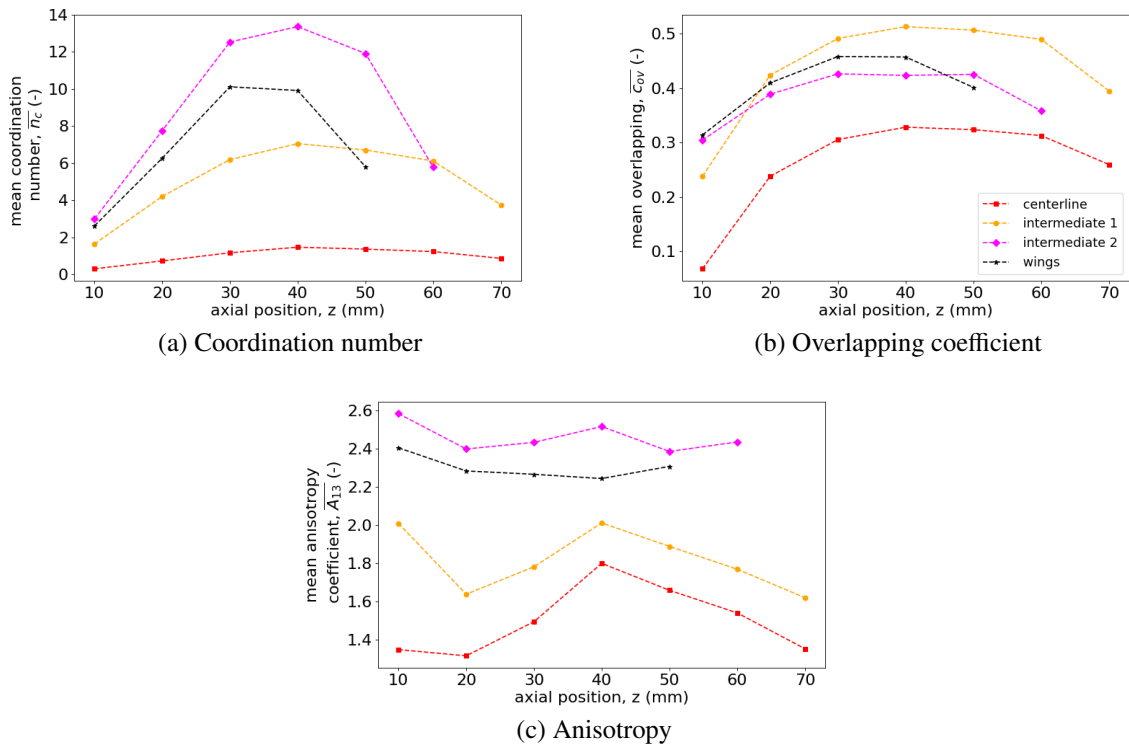 14
12
10
8
6
4
2
0
mean coordination
number, n̅c (-)
10 20 30 40 50 60 70
axial position, z (mm)
(a) Coordination number
0.5
0.4
0.3
0.2
0.1
mean overlapping, c̅o̅v̅ (-)
centerline
intermediate 1
intermediate 2
wings
10 20 30 40 50 60 70
axial position, z (mm)
(b) Overlapping coefficient
2.6
2.4
2.2
2.0
1.8
1.6
1.4
mean anisotropy
coefficient, A̅1̅3̅ (-)
10 20 30 40 50 60 70
axial position, z (mm)
(c) Anisotropy